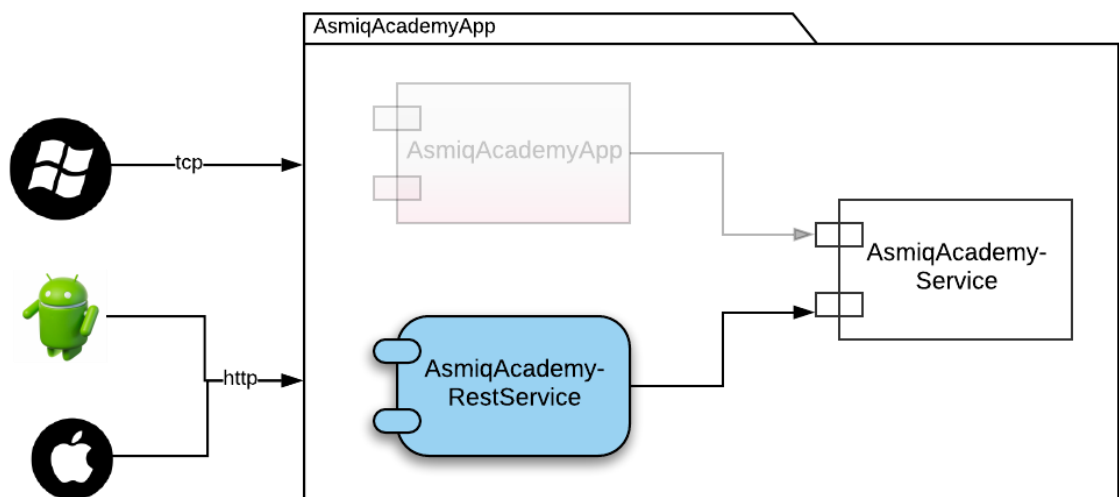 AsmiqAcademyApp
tcp
AsmiqAcademyApp
AsmiqAcademy-
Service
http
AsmiqAcademy-
RestService